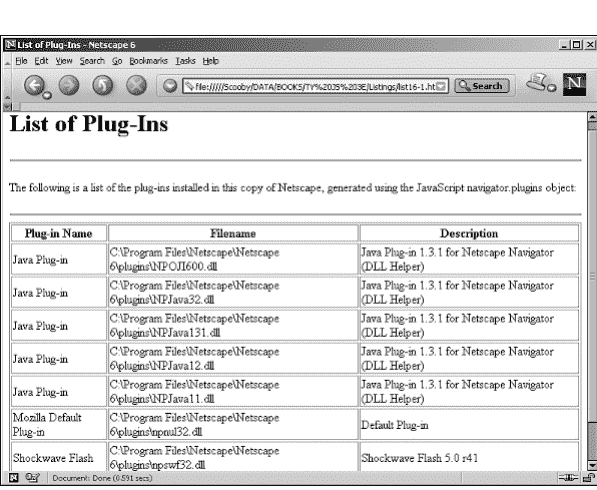 List of Plug-Ins - Netscape 6
File Edit View Search Go Bookmarks Tasks Help
file://///Scooby/DATA/BOOKS/TY%20JS%203E/Listings/list16-1.ht
Search
N
List of Plug-Ins
The following is a list of the plug-ins installed in this copy of Netscape, generated using the JavaScript navigator.plugins object:
Plug-in Name Filename Description
Java Plug-in C:\Program Files\Netscape\Netscape 6\plugins\NPOJI600.dll Java Plug-in 1.3.1 for Netscape Navigator (DLL Helper)
Java Plug-in C:\Program Files\Netscape\Netscape 6\plugins\NPJava32.dll Java Plug-in 1.3.1 for Netscape Navigator (DLL Helper)
Java Plug-in C:\Program Files\Netscape\Netscape 6\plugins\NPJava131.dll Java Plug-in 1.3.1 for Netscape Navigator (DLL Helper)
Java Plug-in C:\Program Files\Netscape\Netscape 6\plugins\NPJava12.dll Java Plug-in 1.3.1 for Netscape Navigator (DLL Helper)
Java Plug-in C:\Program Files\Netscape\Netscape 6\plugins\NPJava11.dll Java Plug-in 1.3.1 for Netscape Navigator (DLL Helper)
Mozilla Default Plug-in C:\Program Files\Netscape\Netscape 6\plugins\npnul32.dll Default Plug-in
Shockwave Flash C:\Program Files\Netscape\Netscape 6\plugins\npswf32.dll Shockwave Flash 5.0 r41
Document: Done (0.591 secs)